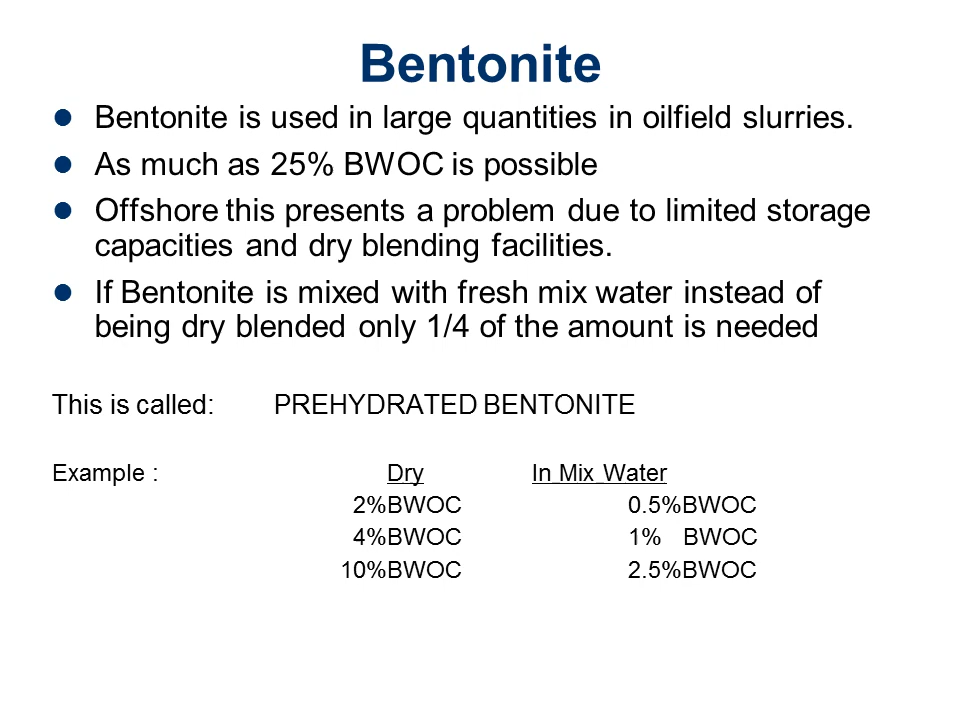 Bentonite
● Bentonite is used in large quantities in oilfield slurries.
● As much as 25% BWOC is possible
● Offshore this presents a problem due to limited storage
capacities and dry blending facilities.
● If Bentonite is mixed with fresh mix water instead of
being dry blended only 1/4 of the amount is needed
This is called: PREHYDRATED BENTONITE
Example : Dry In Mix Water
2%BWOC 0.5%BWOC
4%BWOC 1% BWOC
10%BWOC 2.5%BWOC